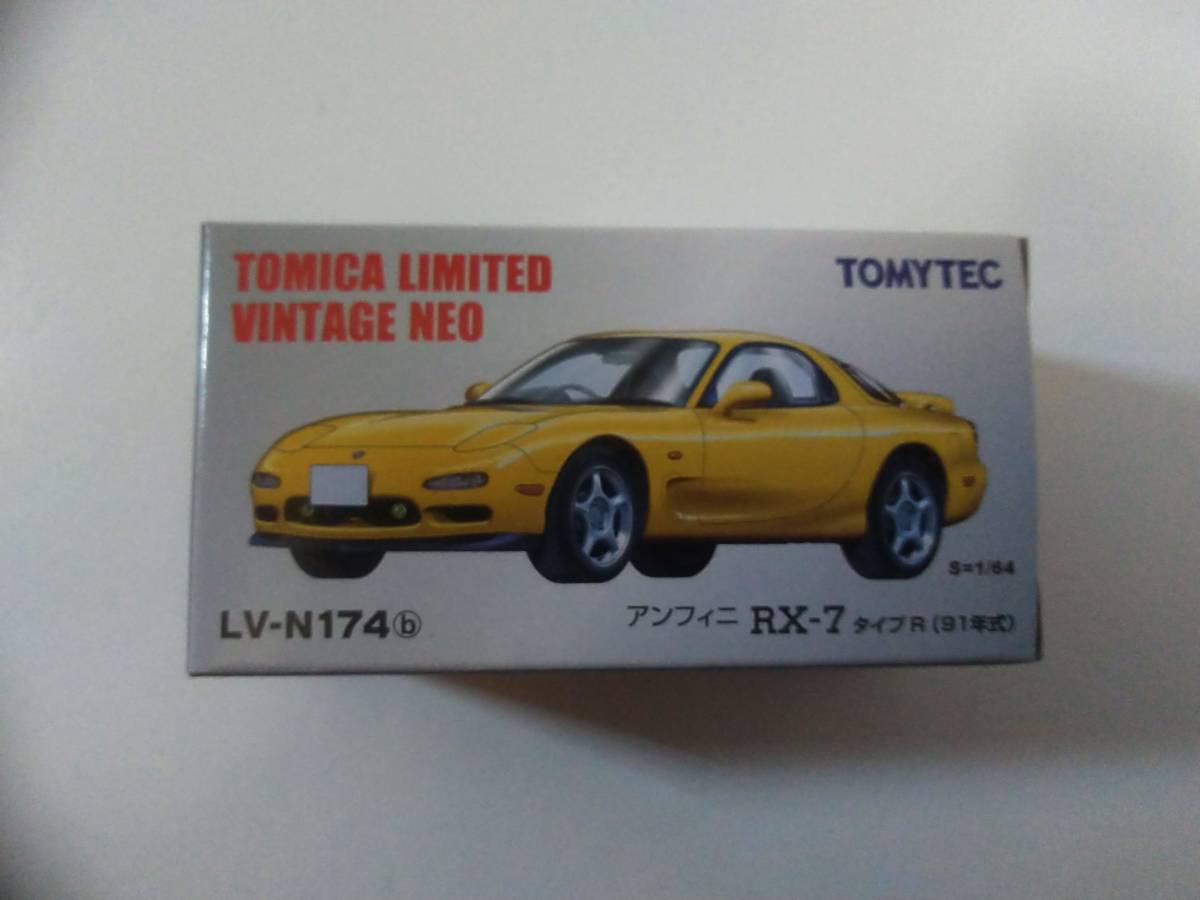 TOMICA LIMITED
VINTAGE NEO
TOMYTEC
S=1/64
LV-N174ⓑ
アンフィニ RX-7 タイプR(91年式)